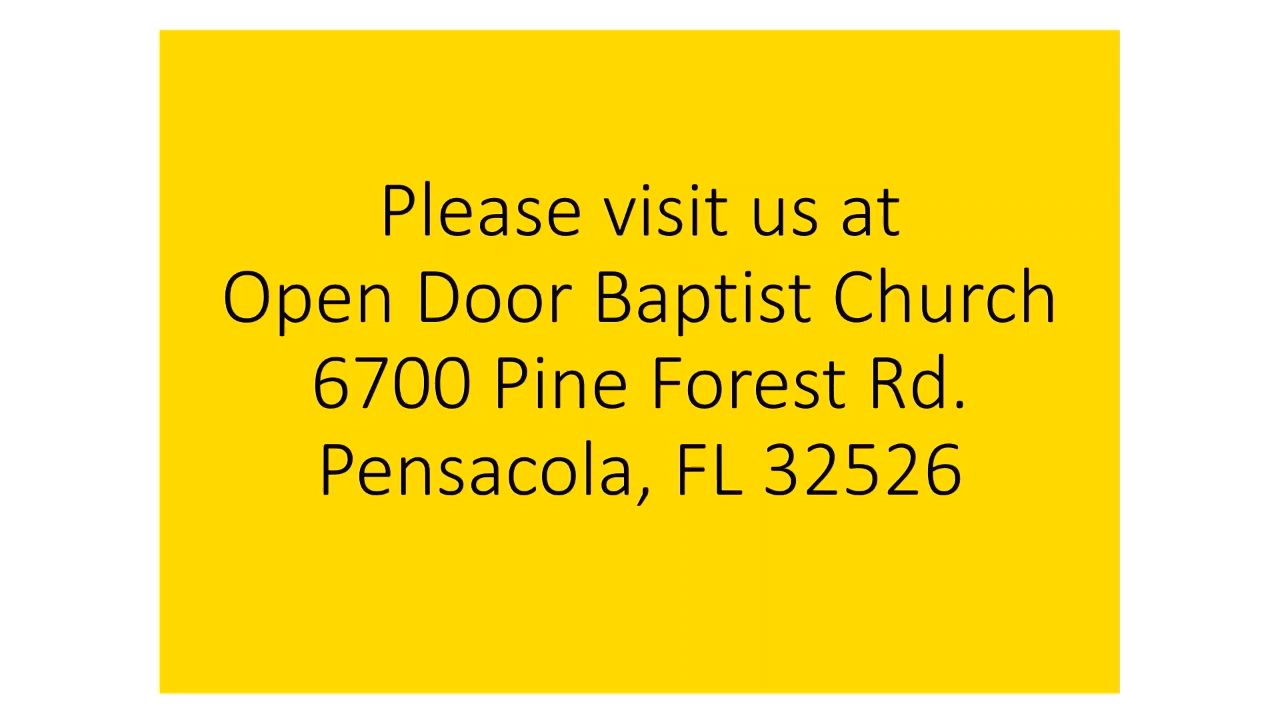 Please visit us at
Open Door Baptist Church
6700 Pine Forest Rd.
Pensacola, FL 32526